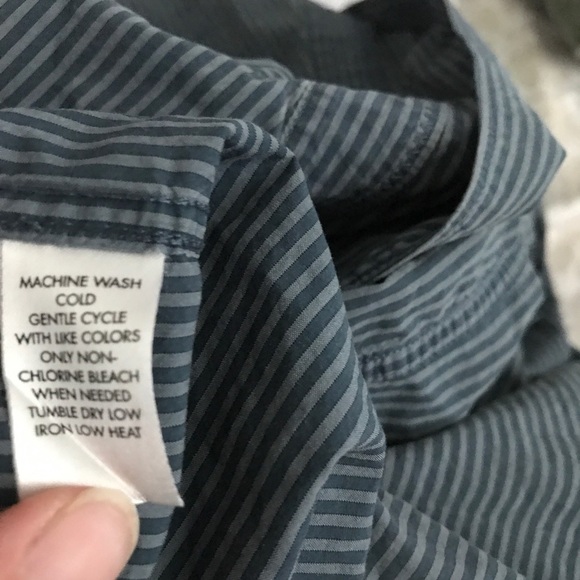 MACHINE WASH
COLD
GENTLE CYCLE
WITH LIKE COLORS
ONLY NON-
CHLORINE BLEACH
WHEN NEEDED
TUMBLE DRY LOW
IRON LOW HEAT